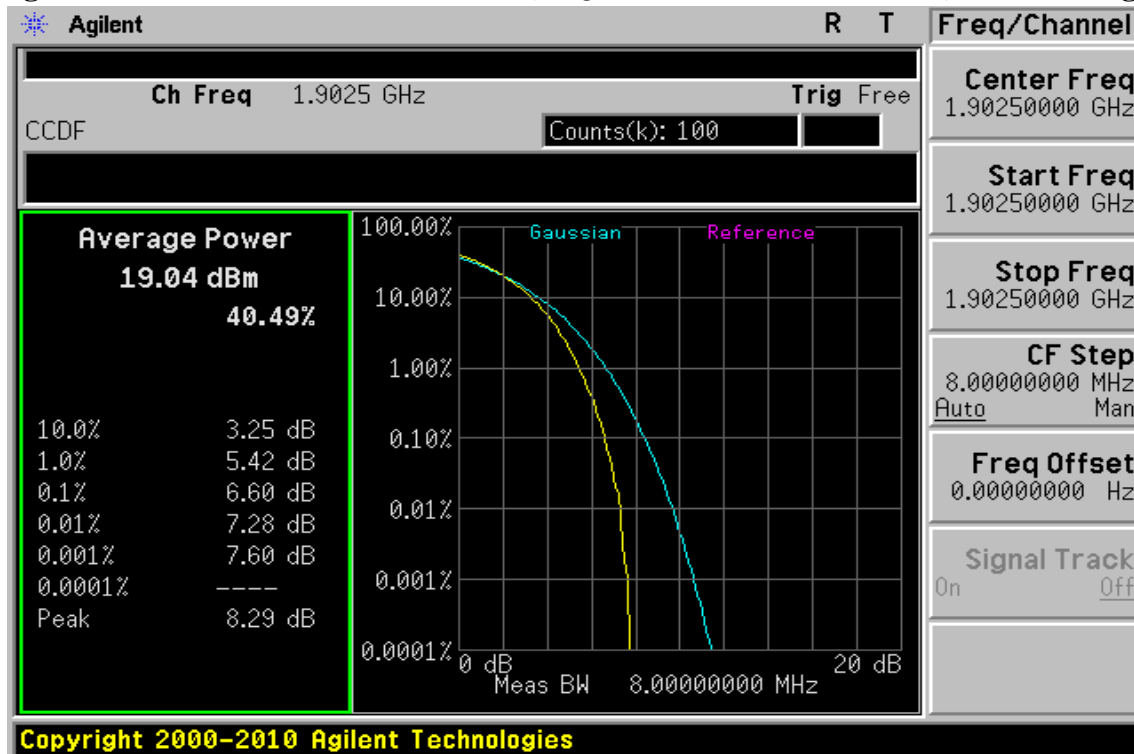 Agilent R T Freq/Channel
Ch Freq 1.9025 GHz Trig Free
CCDF Counts(k): 100
Center Freq
1.90250000 GHz
Start Freq
1.90250000 GHz
Stop Freq
1.90250000 GHz
CF Step
8.00000000 MHz
Auto Man
Freq Offset
0.00000000 Hz
Signal Track
On Off
Average Power
19.04 dBm
40.49%
10.0% 3.25 dB
1.0% 5.42 dB
0.1% 6.60 dB
0.01% 7.28 dB
0.001% 7.60 dB
0.0001% ----
Peak 8.29 dB
Gaussian Reference
100.00%
10.00%
1.00%
0.10%
0.01%
0.001%
0.0001%
0 dB 20 dB
Meas BW 8.00000000 MHz
Copyright 2000-2010 Agilent Technologies